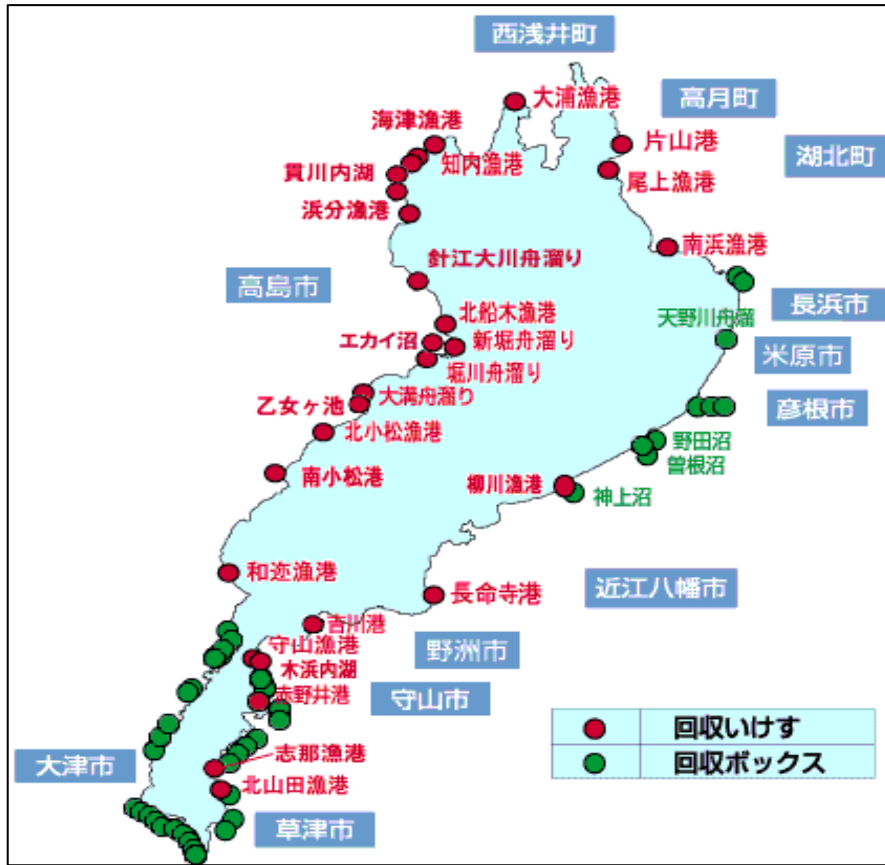 西浅井町
大浦漁港
高月町
海津漁港
片山港
湖北町
知内漁港
貫川内湖
尾上漁港
浜分漁港
南浜漁港
針江大川舟溜り
高島市
長浜市
北船木漁港
天野川舟溜
エカイ沼
新堀舟溜り
米原市
堀川舟溜り
大溝舟溜り
乙女ヶ池
彦根市
北小松漁港
野田沼
曽根沼
南小松港
柳川漁港
神上沼
和迩漁港
近江八幡市
長命寺港
吉川港
守山漁港
野洲市
木浜内湖
赤野井港
守山市
回収いけす
志那漁港
大津市
回収ボックス
北山田漁港
草津市